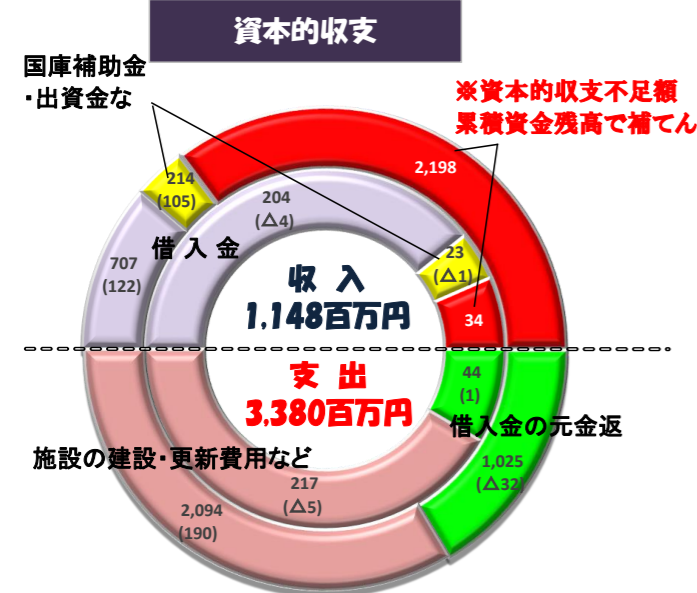 資本的収支
国庫補助金
・出資金な
※資本的収支不足額
累積資金残高で補てん
2,198
214
(105)
204
(△4)
借入金
707
(122)
23
(△1)
収入
1,148百万円
34
支出
3,380百万円
44
(1)
借入金の元金返
施設の建設・更新費用など
1,025
(△32)
217
(△5)
2,094
(190)